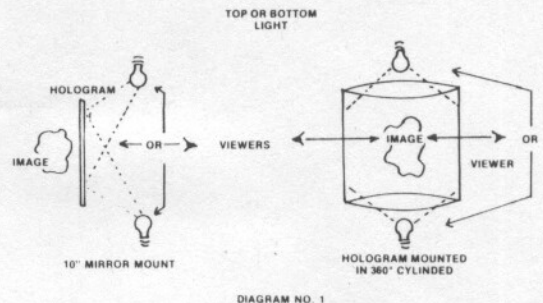 TOP OR BOTTOM
LIGHT
HOLOGRAM
IMAGE
OR
VIEWERS
10" MIRROR MOUNT
IMAGE
OR
VIEWER
HOLOGRAM MOUNTED
IN 360° CYLINDED
DIAGRAM NO. 1